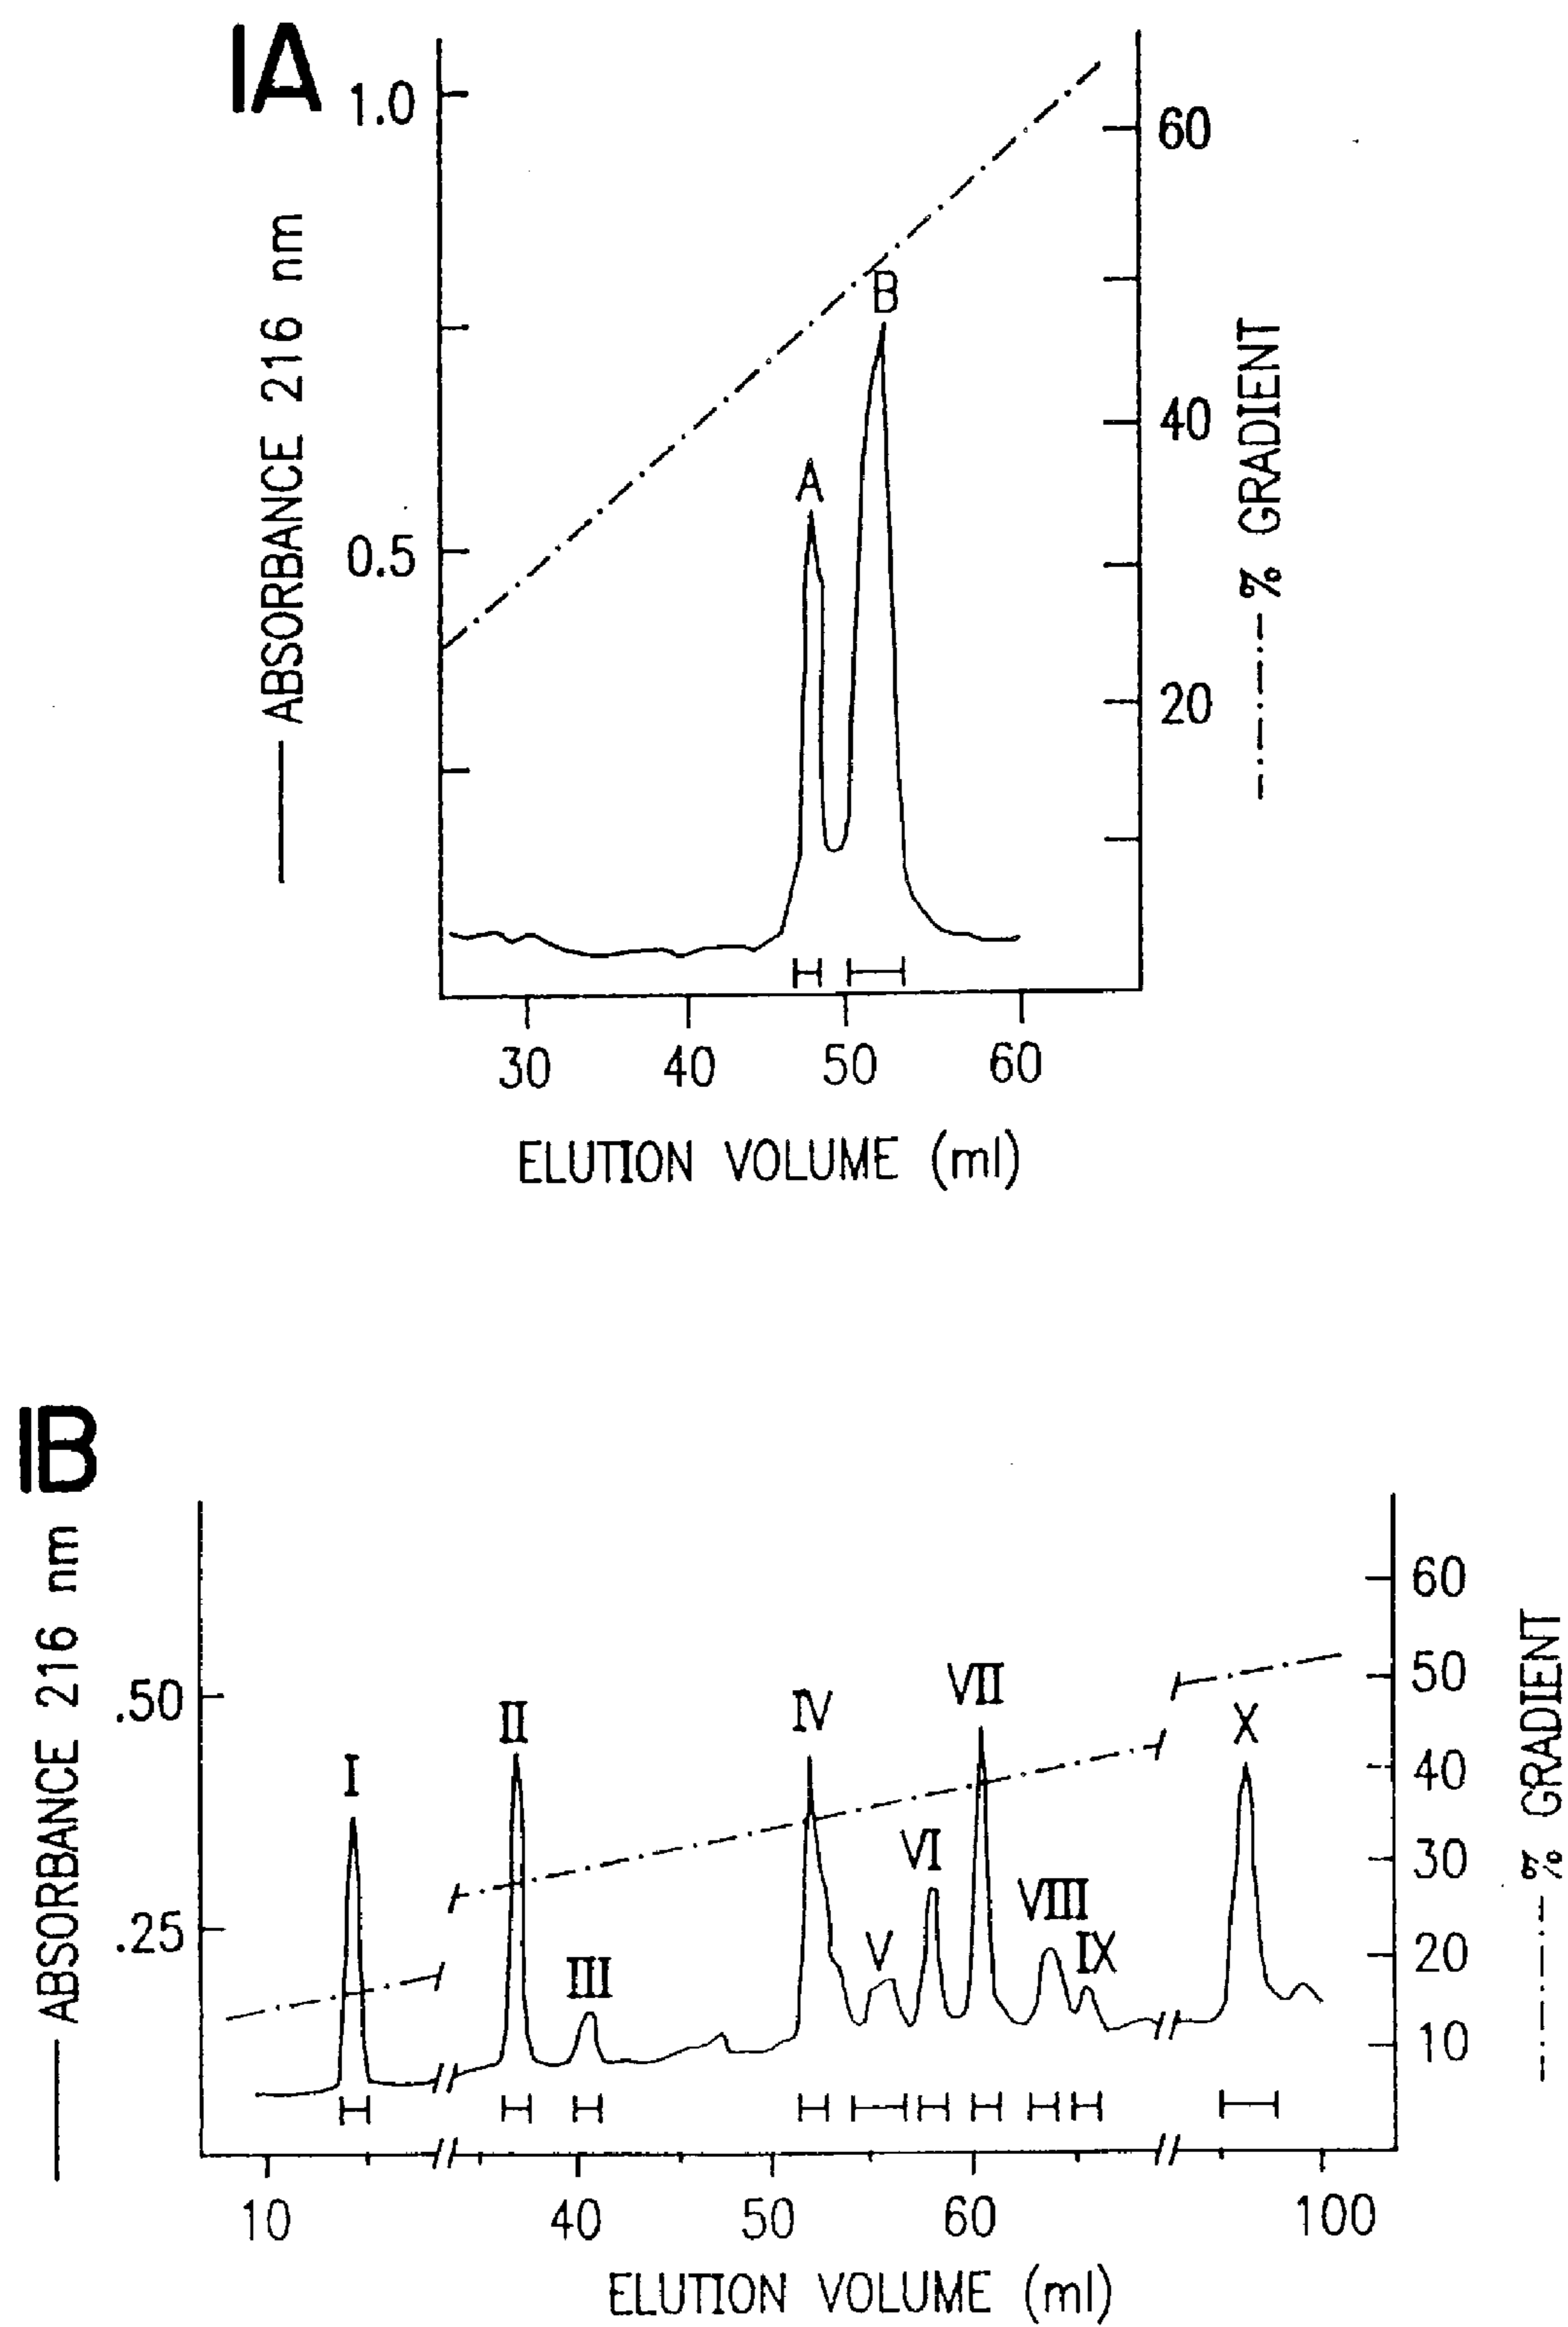 IA
1.0
0.5
ABSORBANCE 216 nm
A
B
60
40
20
% GRADIENT
30 40 50 60
ELUTION VOLUME (ml)
IB
.50
.25
ABSORBANCE 216 nm
I
II
III
IV
V
VI
VII
VIII
IX
X
60
50
40
30
20
10
% GRADIENT
10 40 50 60 100
ELUTION VOLUME (ml)